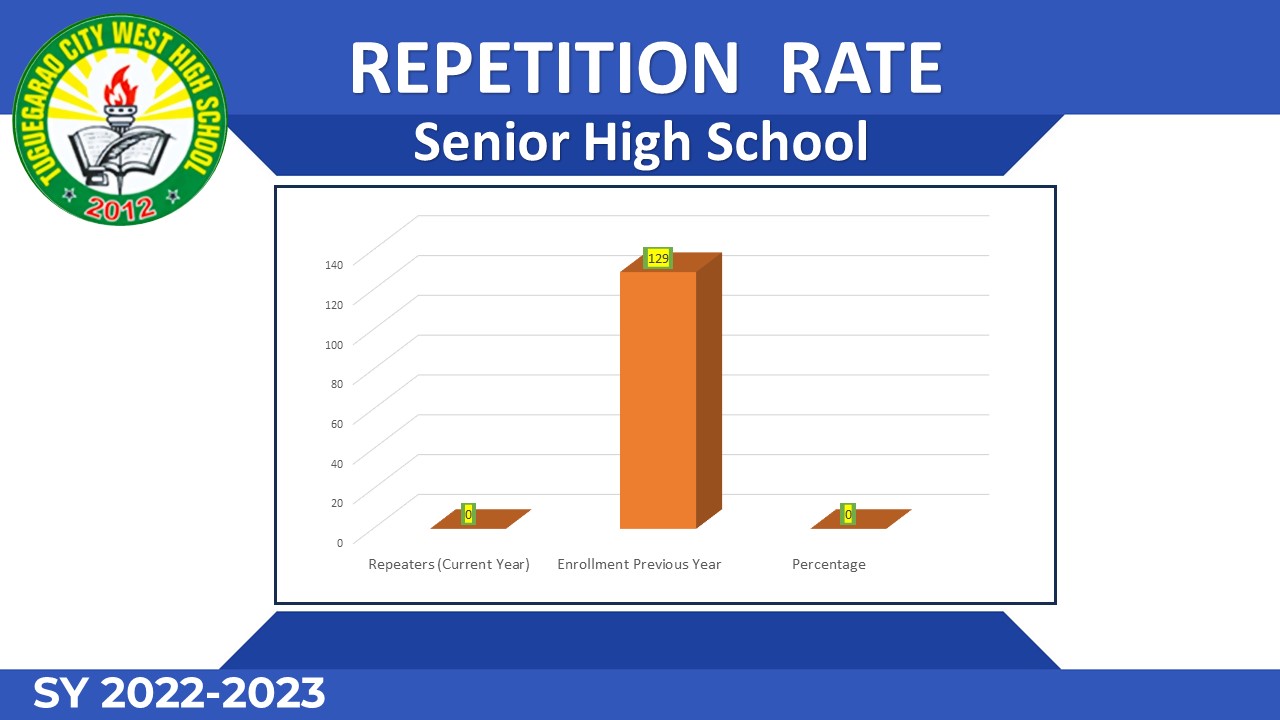 TUGUEGARAO CITY WEST HIGH SCHOOL
2012
REPETITION RATE
Senior High School
140
120
100
80
60
40
20
0
129
0
0
Repeaters (Current Year)
Enrollment Previous Year
Percentage
SY 2022-2023